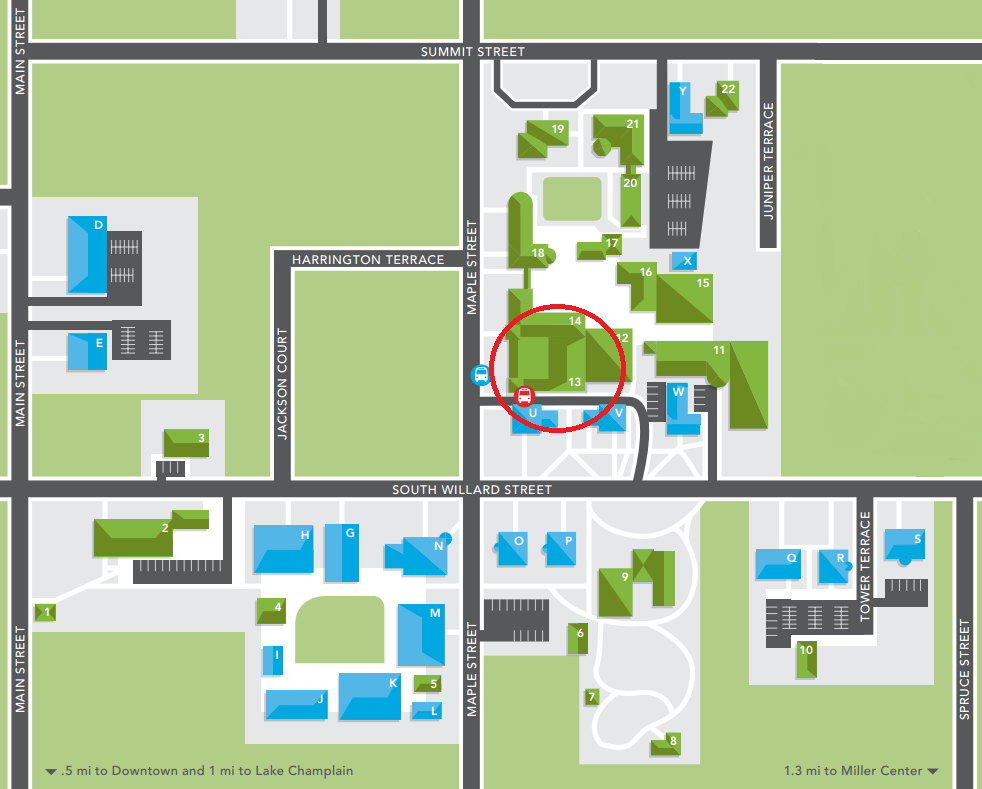 MAIN STREET
SUMMIT STREET
Y
22
19
21
JUNIPER TERRACE
20
D
MAPLE STREET
17
18
HARRINGTON TERRACE
X
16
15
14
12
MAIN STREET
E
JACKSON COURT
11
13
W
U
V
3
SOUTH WILLARD STREET
2
H
G
N
O
P
TOWER TERRACE
S
Q
R
9
1
4
M
MAIN STREET
MAPLE STREET
6
SPRUCE STREET
I
10
K
5
7
J
L
8
.5 mi to Downtown and 1 mi to Lake Champlain
1.3 mi to Miller Center